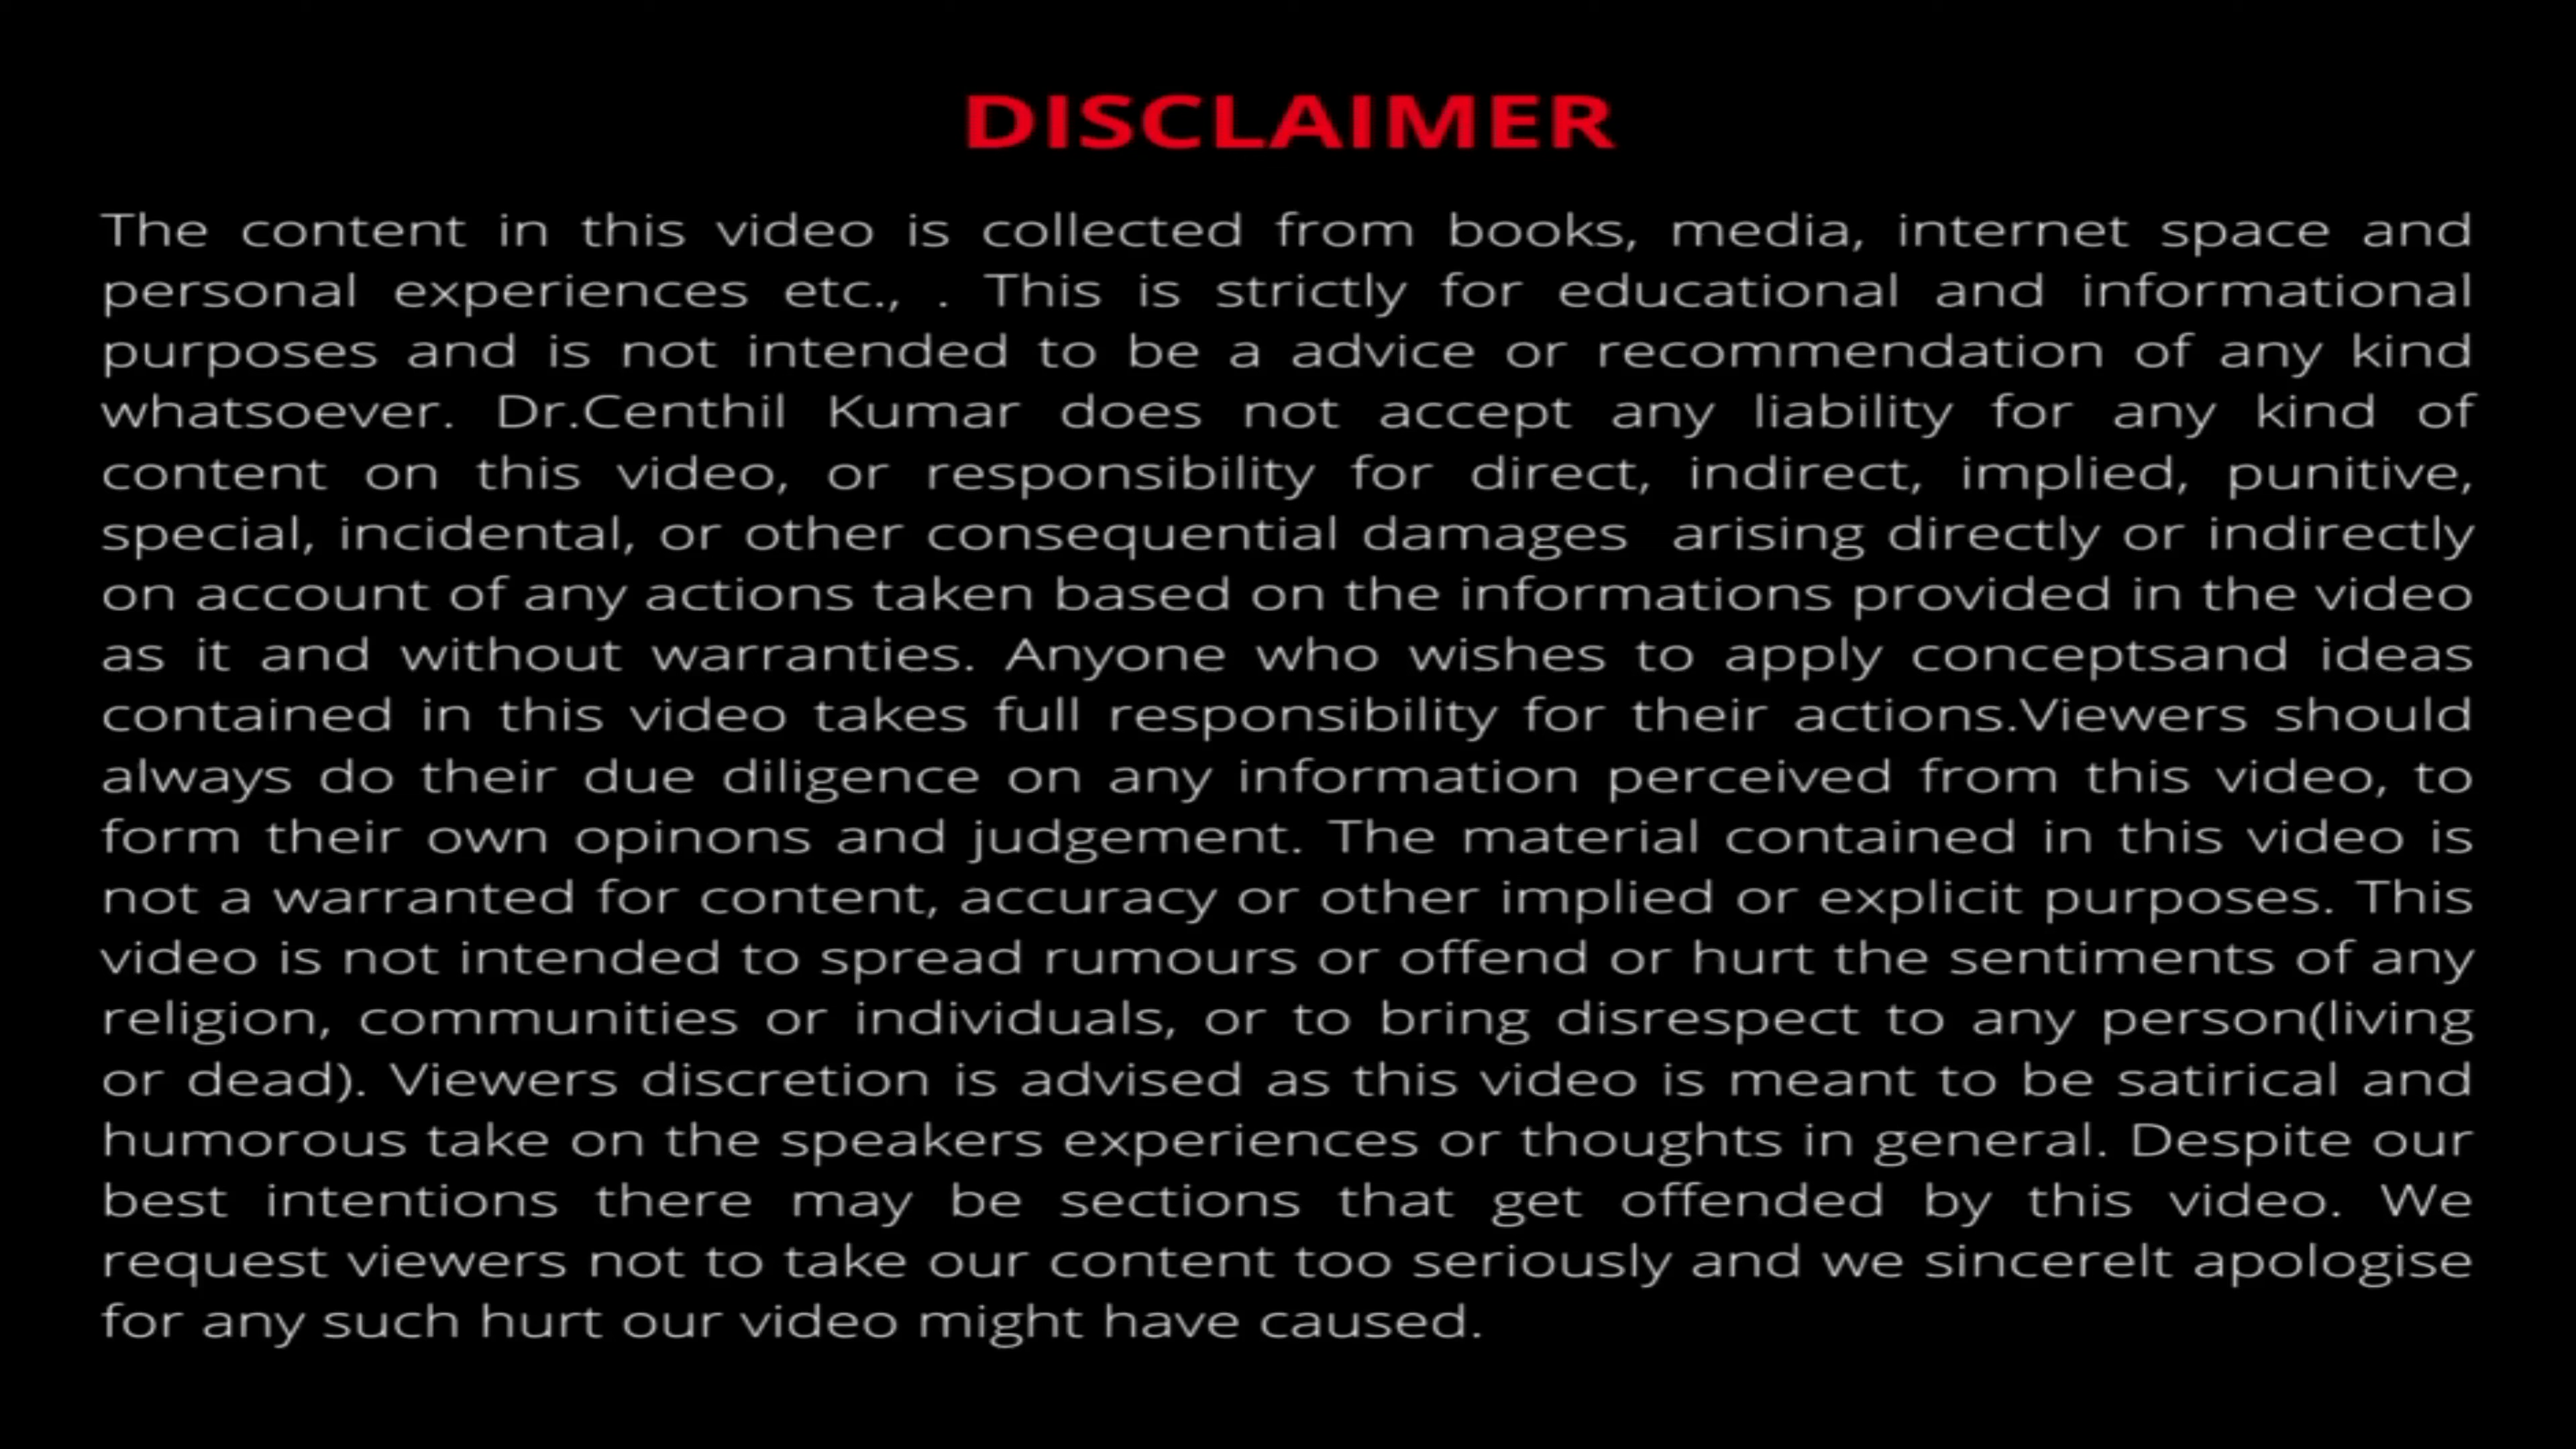 DISCLAIMER
The content in this video is collected from books, media, internet space and
personal experiences etc., . This is strictly for educational and informational
purposes and is not intended to be a advice or recommendation of any kind
whatsoever. Dr.Centhil Kumar does not accept any liability for any kind of
content on this video, or responsibility for direct, indirect, implied, punitive,
special, incidental, or other consequential damages arising directly or indirectly
on account of any actions taken based on the informations provided in the video
as it and without warranties. Anyone who wishes to apply conceptsand ideas
contained in this video takes full responsibility for their actions.Viewers should
always do their due diligence on any information perceived from this video, to
form their own opinons and judgement. The material contained in this video is
not a warranted for content, accuracy or other implied or explicit purposes. This
video is not intended to spread rumours or offend or hurt the sentiments of any
religion, communities or individuals, or to bring disrespect to any person(living
or dead). Viewers discretion is advised as this video is meant to be satirical and
humorous take on the speakers experiences or thoughts in general. Despite our
best intentions there may be sections that get offended by this video. We
request viewers not to take our content too seriously and we sincerelt apologise
for any such hurt our video might have caused.